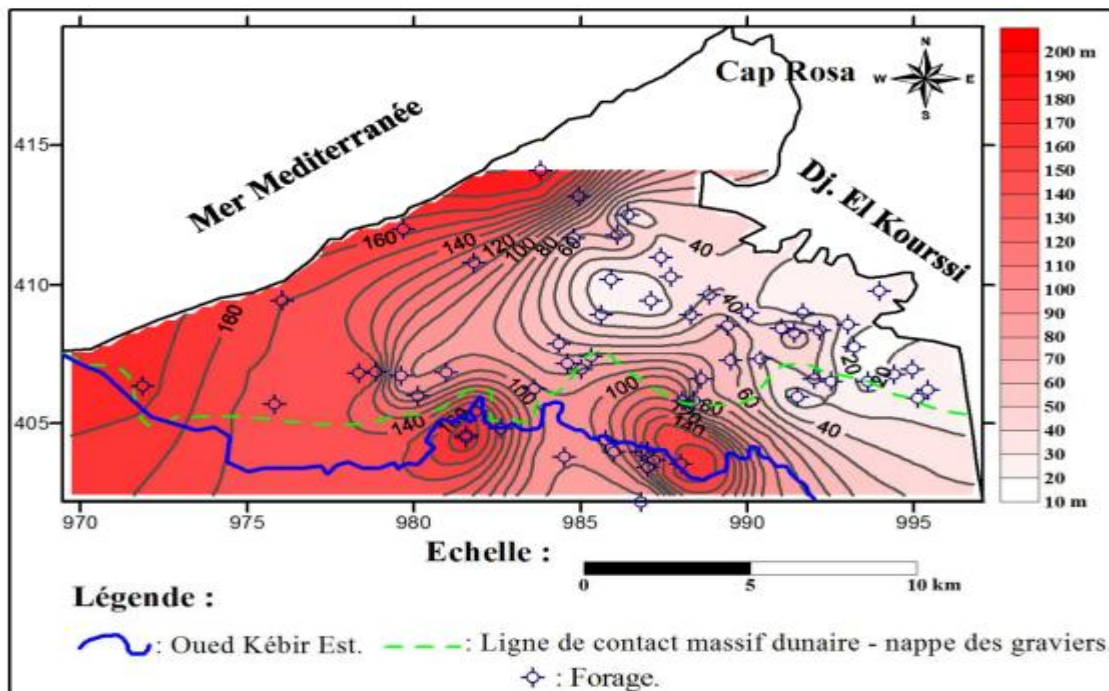 N
W E
S
Cap Rosa
Mer Mediterranée
Dj. El Kourssi
415
410
405
970 975 980 985 990 995
160
140
120
100
80
60
40
160
40
20
20
100
140
100
80
140
60
40
200 m
190
180
170
160
150
140
130
120
110
100
90
80
70
60
50
40
30
20
10 m
Echelle :
0 5 10 km
Légende :
: Oued Kébir Est.
: Ligne de contact massif dunaire - nappe des graviers.
: Forage.